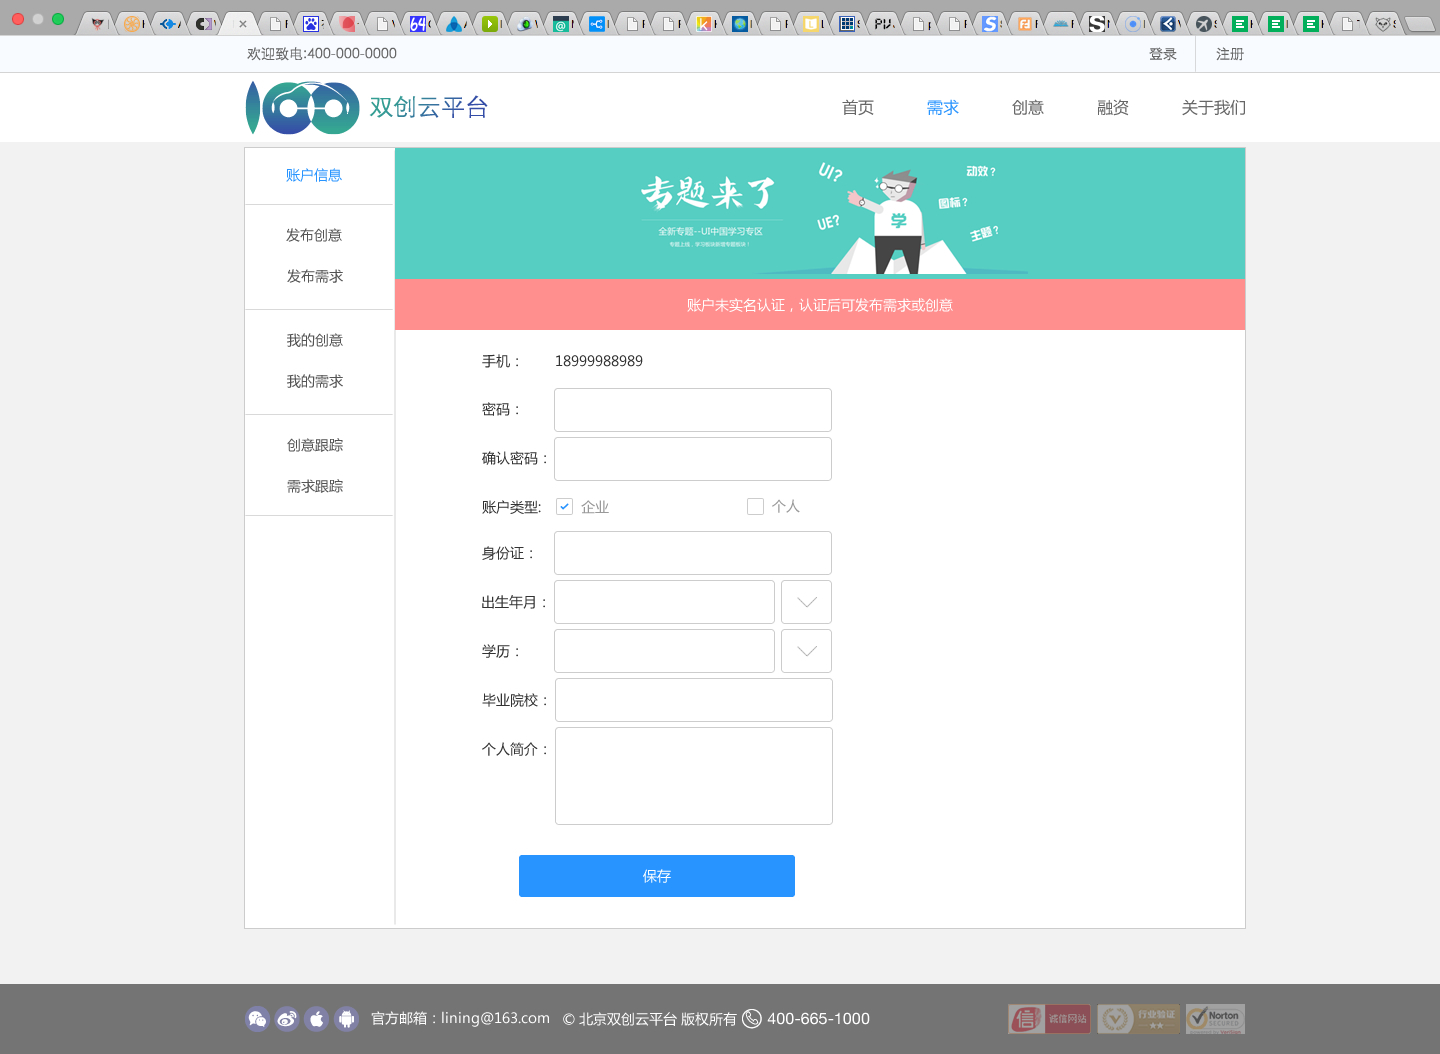 欢迎致电:400-000-0000
登录
注册
双创云平台
首页
需求
创意
融资
关于我们
账户信息
发布创意
发布需求
我的创意
我的需求
创意跟踪
需求跟踪
专题来了
全新专题--UI中国学习专区
UI?
UE?
学
动效?
图标?
主题?
账户未实名认证，认证后可发布需求或创意
手机：
18999988989
密码：
确认密码：
账户类型:
企业
个人
身份证：
出生年月：
学历：
毕业院校：
个人简介：
保存
官方邮箱：lining@163.com
© 北京双创云平台 版权所有
400-665-1000
信
诚信网站
行业验证
Norton
SECURED